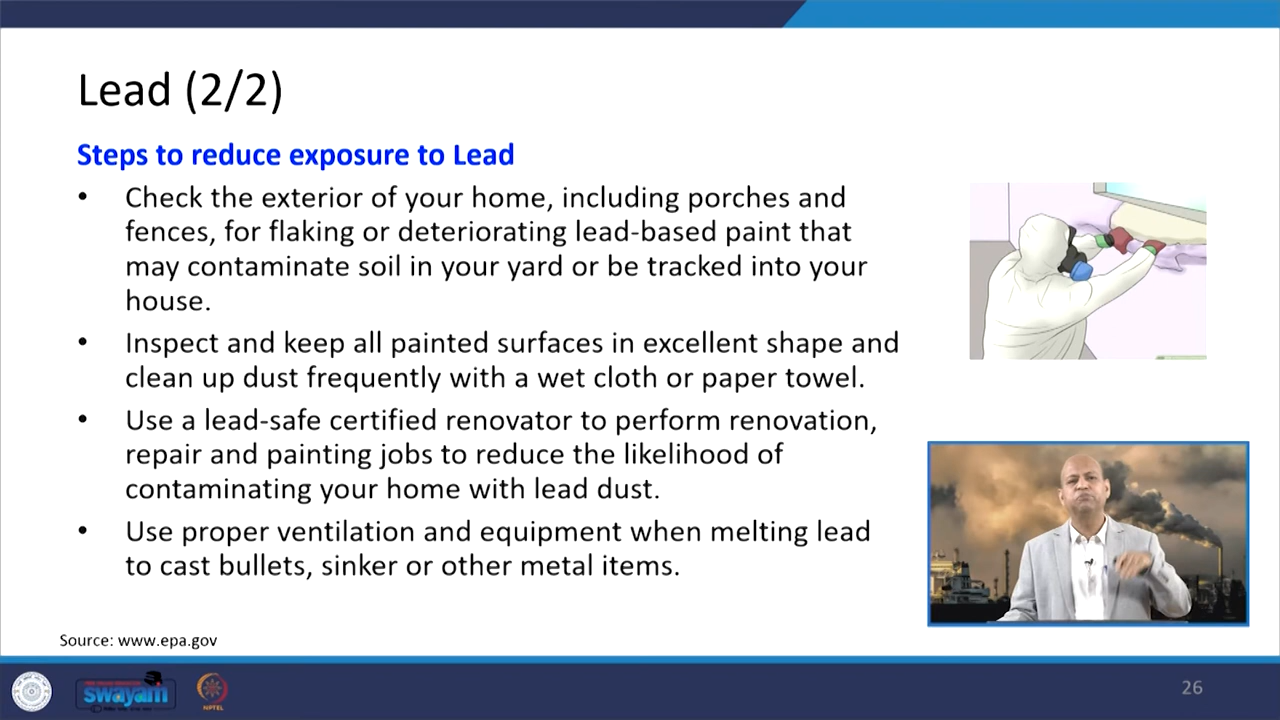 Lead (2/2)
Steps to reduce exposure to Lead
• Check the exterior of your home, including porches and
fences, for flaking or deteriorating lead-based paint that
may contaminate soil in your yard or be tracked into your
house.
• Inspect and keep all painted surfaces in excellent shape and
clean up dust frequently with a wet cloth or paper towel.
• Use a lead-safe certified renovator to perform renovation,
repair and painting jobs to reduce the likelihood of
contaminating your home with lead dust.
• Use proper ventilation and equipment when melting lead
to cast bullets, sinker or other metal items.
Source: www.epa.gov
swayam
NPTEL
26